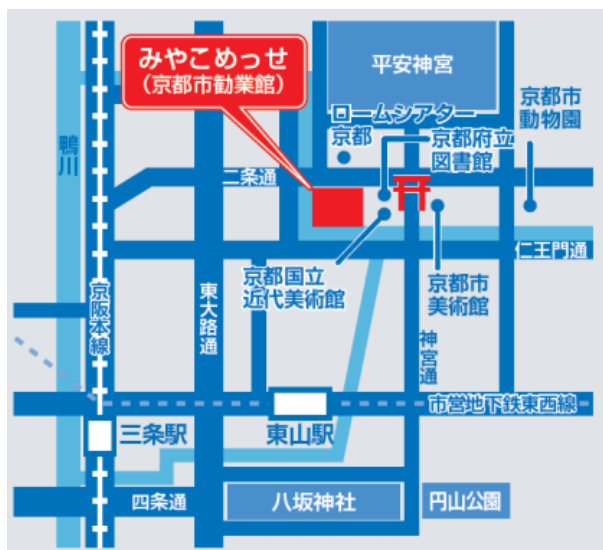 みやこめっせ
（京都市勧業館）
平安神宮
ロームシアター
京都
京都府立
図書館
京都市
動物園
鴨川
二条通
仁王門通
京都国立
近代美術館
京都市
美術館
京阪本線
東大路通
神宮通
市営地下鉄東西線
三条駅
東山駅
四条通
八坂神社
円山公園